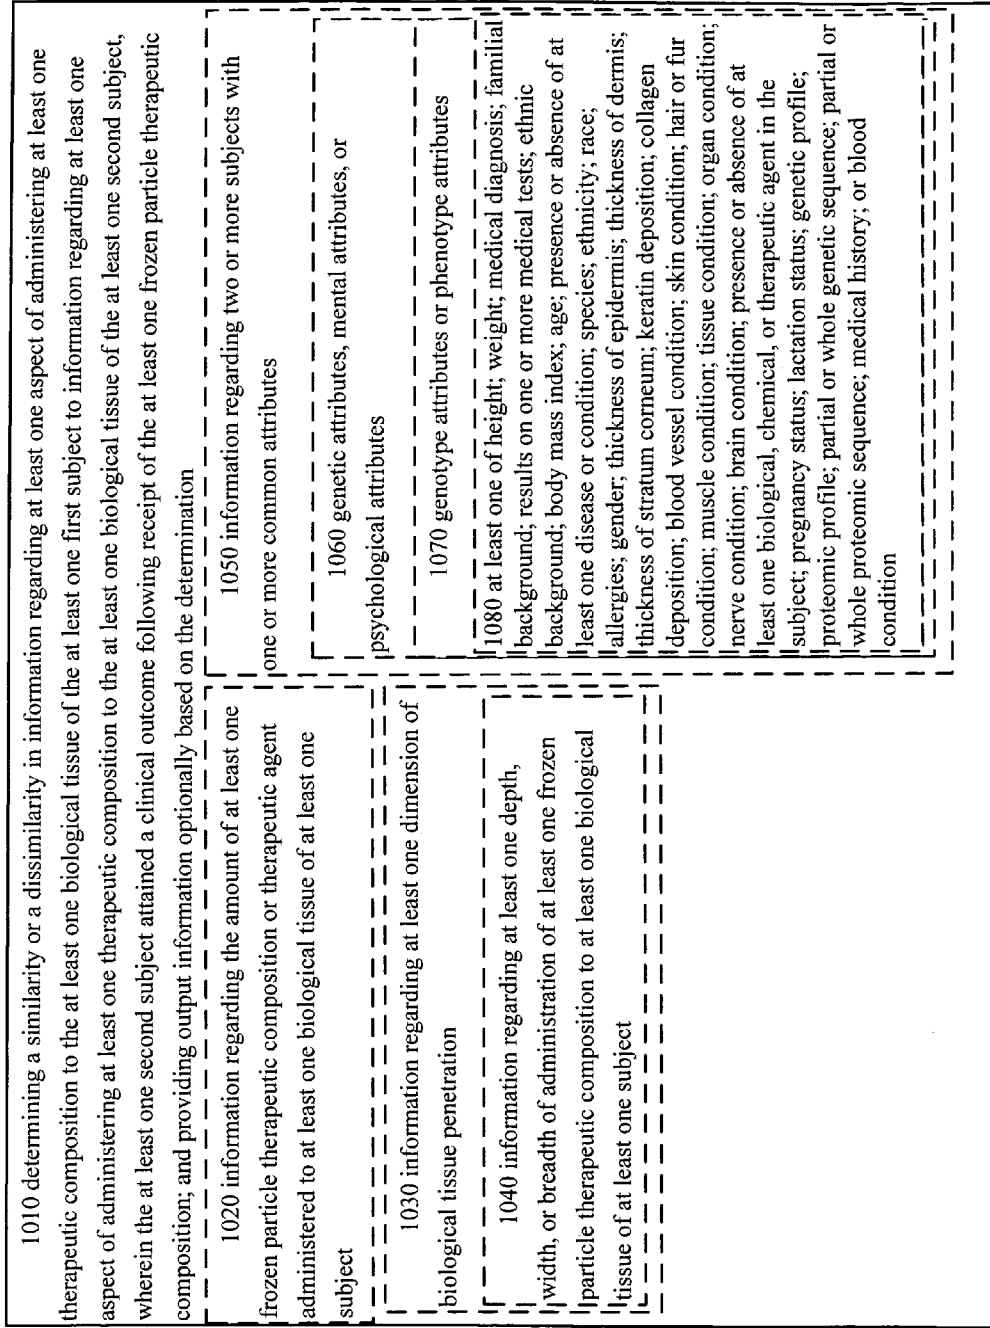 1010 determining a similarity or a dissimilarity in information regarding at least one aspect of administering at least one
therapeutic composition to the at least one biological tissue of the at least one first subject to information regarding at least one
aspect of administering at least one therapeutic composition to the at least one biological tissue of the at least one second subject,
wherein the at least one second subject attained a clinical outcome following receipt of the at least one frozen particle therapeutic
composition; and providing output information optionally based on the determination
1020 information regarding the amount of at least one
frozen particle therapeutic composition or therapeutic agent
administered to at least one biological tissue of at least one
subject
1030 information regarding at least one dimension of
biological tissue penetration
1040 information regarding at least one depth,
width, or breadth of administration of at least one frozen
particle therapeutic composition to at least one biological
tissue of at least one subject
1050 information regarding two or more subjects with
one or more common attributes
1060 genetic attributes, mental attributes, or
psychological attributes
1070 genotype attributes or phenotype attributes
1080 at least one of height; weight; medical diagnosis; familial
background; results on one or more medical tests; ethnic
background; body mass index; age; presence or absence of at
least one disease or condition; species; ethnicity; race;
allergies; gender; thickness of epidermis; thickness of dermis;
thickness of stratum corneum; keratin deposition; collagen
deposition; blood vessel condition; skin condition; hair or fur
condition; muscle condition; tissue condition; organ condition;
nerve condition; brain condition; presence or absence of at
least one biological, chemical, or therapeutic agent in the
subject; pregnancy status; lactation status; genetic profile;
proteomic profile; partial or whole genetic sequence; partial or
whole proteomic sequence; medical history; or blood
condition